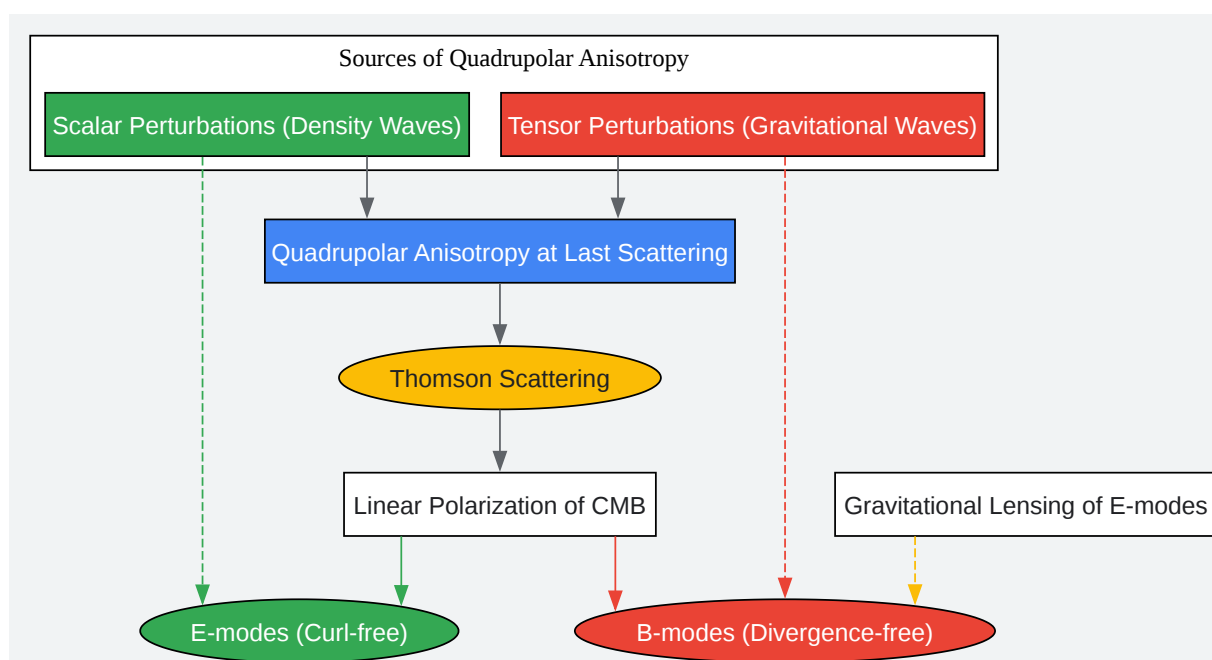 Sources of Quadrupolar Anisotropy
Scalar Perturbations (Density Waves)
Tensor Perturbations (Gravitational Waves)
Quadrupolar Anisotropy at Last Scattering
Thomson Scattering
Linear Polarization of CMB
Gravitational Lensing of E-modes
E-modes (Curl-free)
B-modes (Divergence-free)